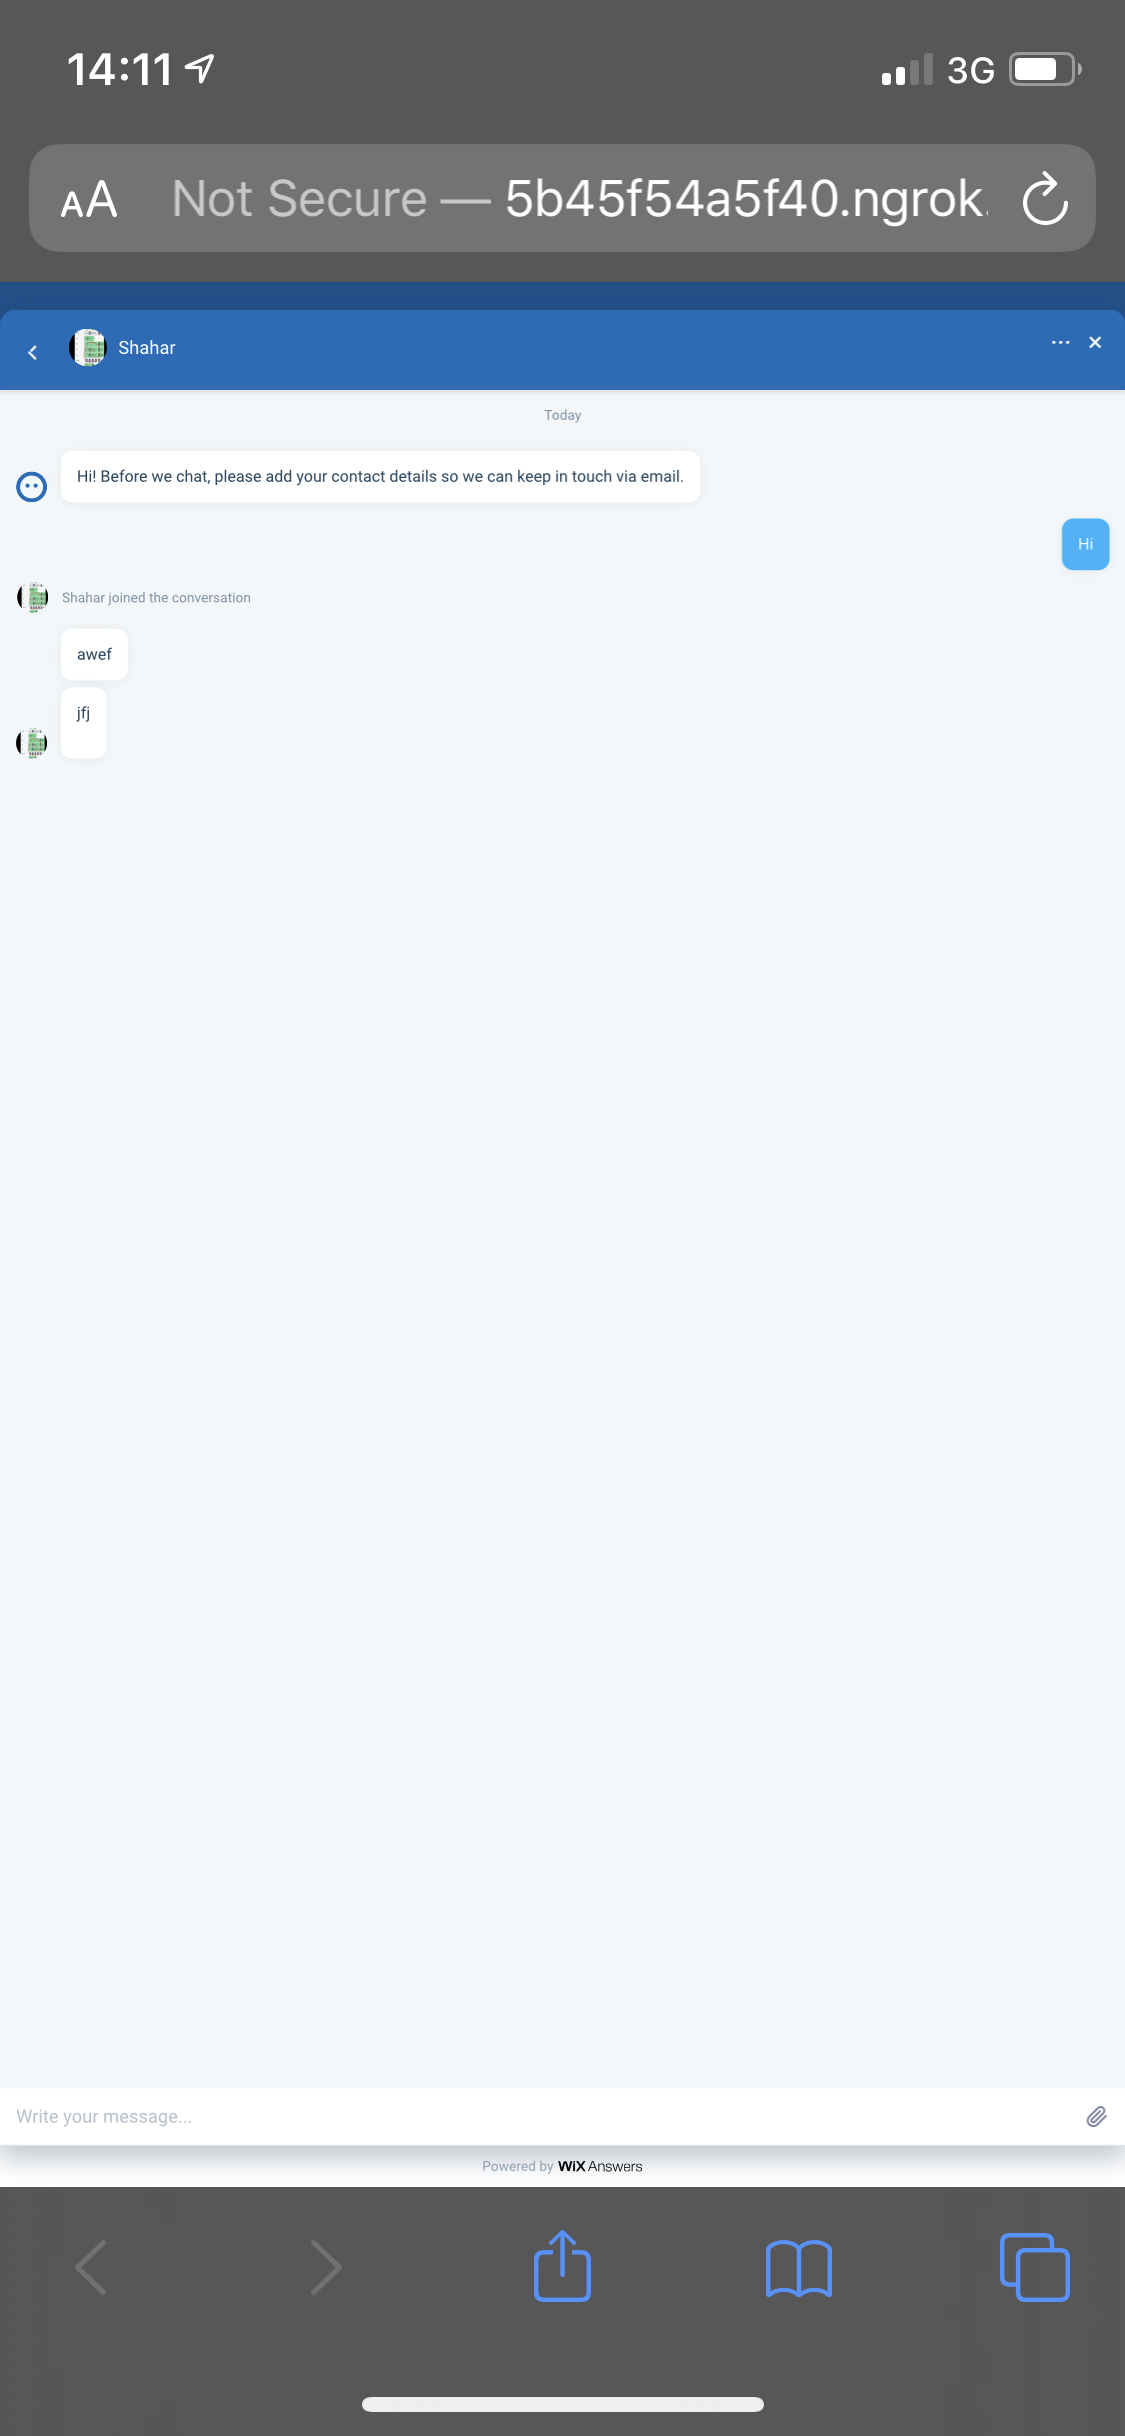 14:11
3G
AA
Not Secure — 5b45f54a5f40.ngrok.
Shahar
Today
Hi! Before we chat, please add your contact details so we can keep in touch via email.
Hi
Shahar joined the conversation
awef
jfj
Write your message...
Powered by WiX Answers